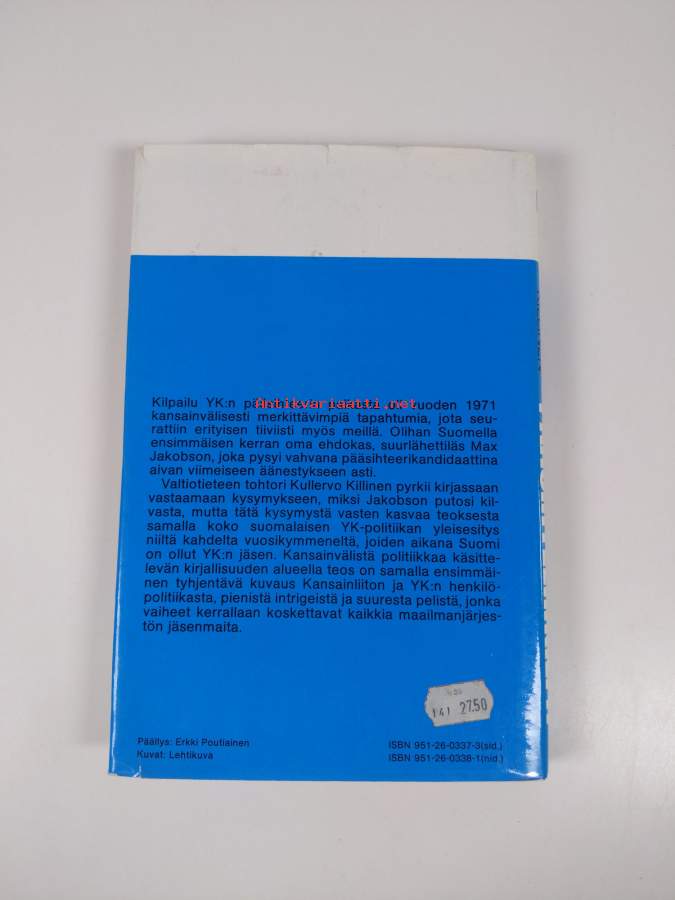 Kilpailu YK:n vuoden 1971
Antikvariaatti.net
kansainvälisesti merkittävimpiä tapahtumia, jota seu-
rattiin erityisen tiiviisti myös meillä. Olihan Suomella
ensimmäisen kerran oma ehdokas, suurlähettiläs Max
Jakobson, joka pysyi vahvana pääsihteerikandidaattina
aivan viimeiseen äänestykseen asti.
Valtiotieteen tohtori Kullervo Killinen pyrkii kirjassaan
vastaamaan kysymykseen, miksi Jakobson putosi kil-
vasta, mutta tätä kysymystä vasten kasvaa teoksesta
samalla koko suomalaisen YK-politiikan yleisesitys
niiltä kahdelta vuosikymmeneltä, joiden aikana Suomi
on ollut YK:n jäsen. Kansainvälistä politiikkaa käsitte-
levän kirjallisuuden alueella teos on samalla ensimmäi-
nen tyhjentävä kuvaus Kansainliiton ja YK:n henkilö-
politiikasta, pienistä intrigeistä ja suuresta pelistä, jonka
vaiheet kerrallaan koskettavat kaikkia maailmanjärjes-
tön jäsenmaita.
141 27.50
Päällys: Erkki Poutiainen
Kuvat: Lehtikuva
ISBN 951-26-0337-3(sid.)
ISBN 951-26-0338-1(nid.)